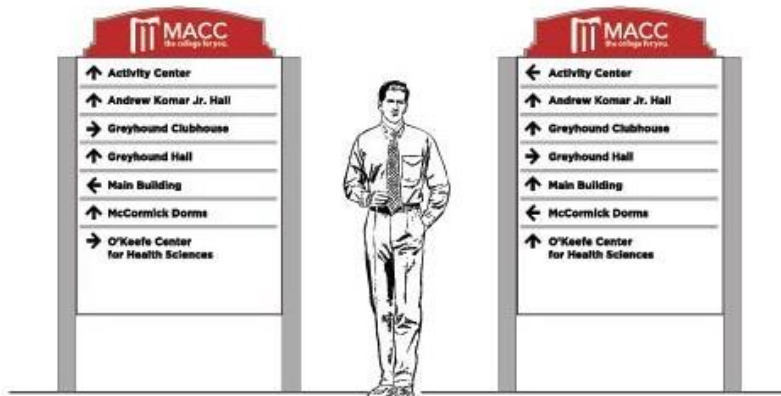 MACC
the college for you.
↑ Activity Center
↑ Andrew Komar Jr. Hall
→ Greyhound Clubhouse
↑ Greyhound Hall
← Main Building
↑ McCormick Dorms
→ O'Keefe Center
for Health Sciences
MACC
the college for you.
← Activity Center
↑ Andrew Komar Jr. Hall
↑ Greyhound Clubhouse
→ Greyhound Hall
↑ Main Building
← McCormick Dorms
↑ O'Keefe Center
for Health Sciences